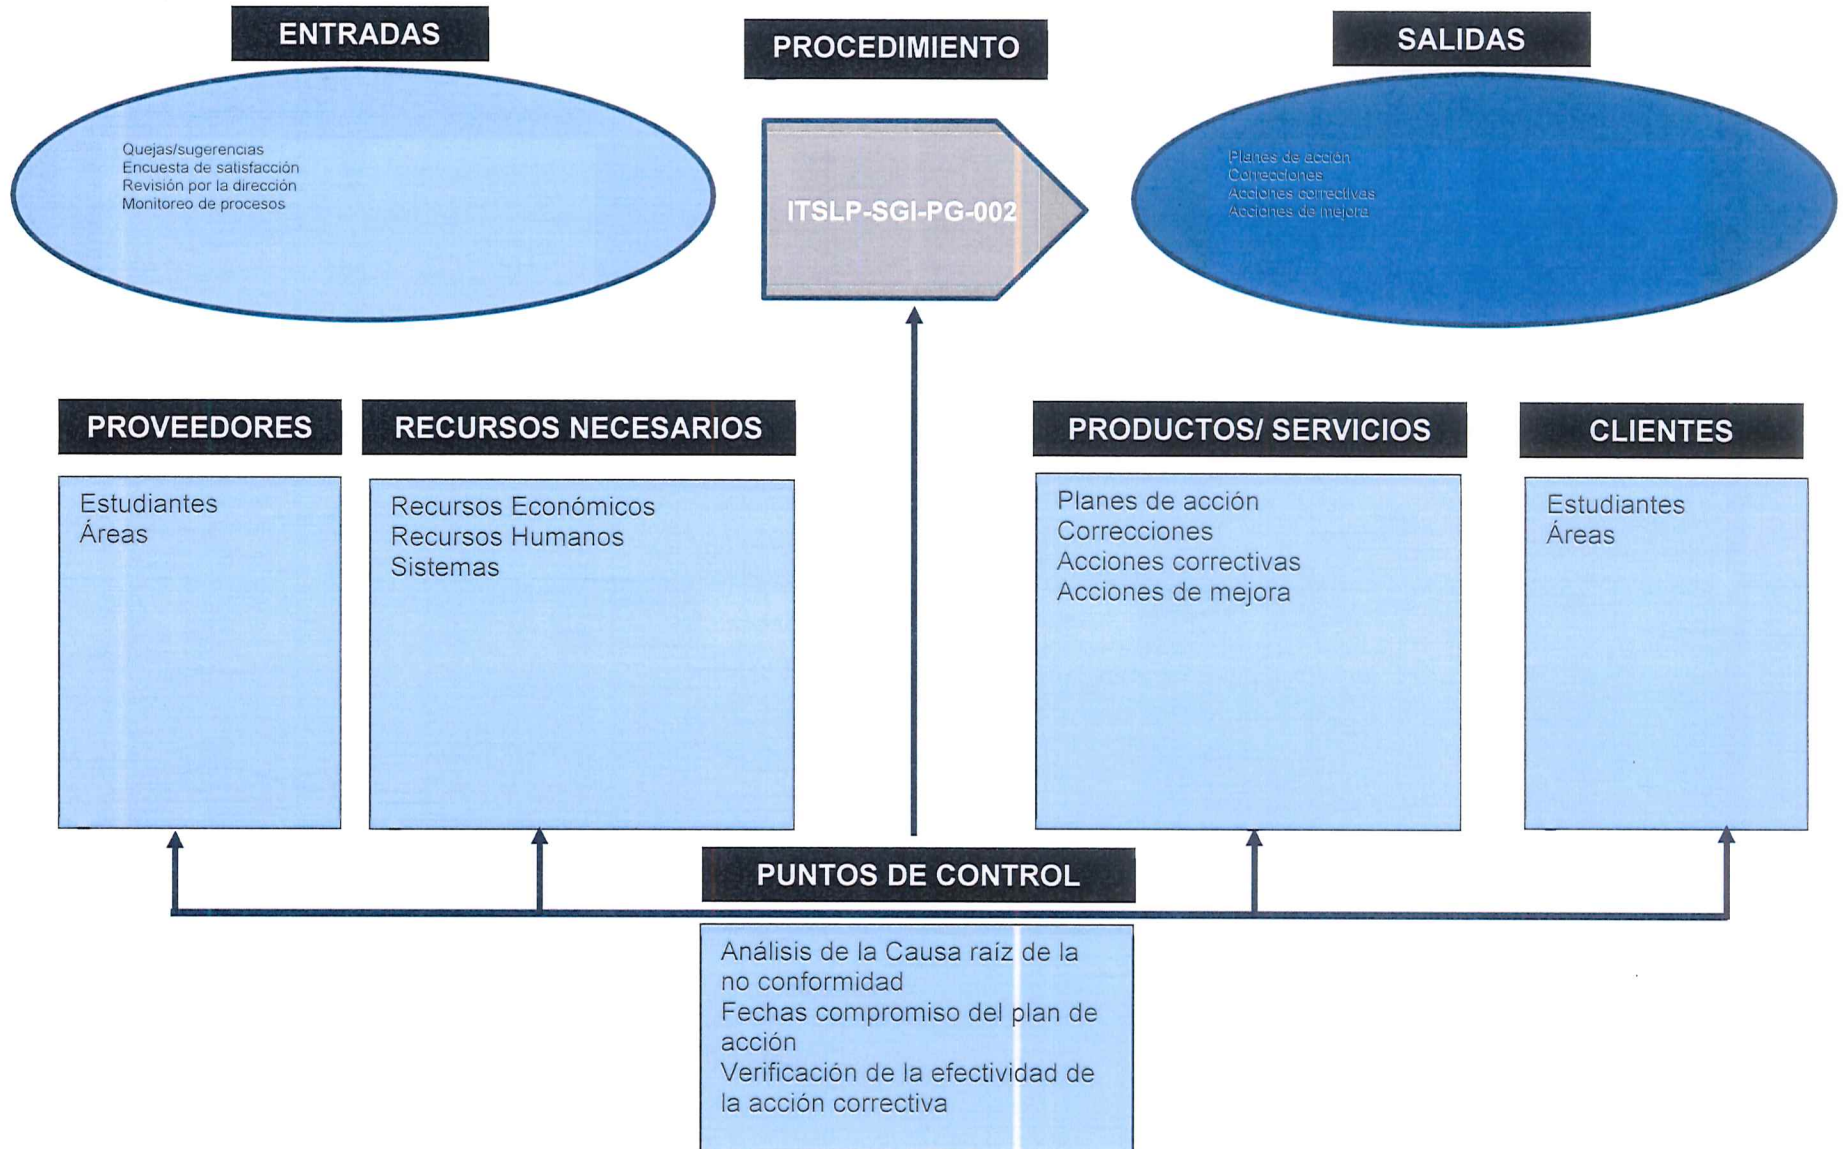 ENTRADAS
PROCEDIMIENTO
SALIDAS
Quejas/sugerencias
Encuesta de satisfacción
Revisión por la dirección
Monitoreo de procesos
ITSLP-SGI-PG-002
Planes de acción
Correcciones
Acciones correctivas
Acciones de mejora
PROVEEDORES
RECURSOS NECESARIOS
PRODUCTOS/ SERVICIOS
CLIENTES
Estudiantes
Áreas
Recursos Económicos
Recursos Humanos
Sistemas
Planes de acción
Correcciones
Acciones correctivas
Acciones de mejora
Estudiantes
Áreas
PUNTOS DE CONTROL
Análisis de la Causa raíz de la
no conformidad
Fechas compromiso del plan de
acción
Verificación de la efectividad de
la acción correctiva